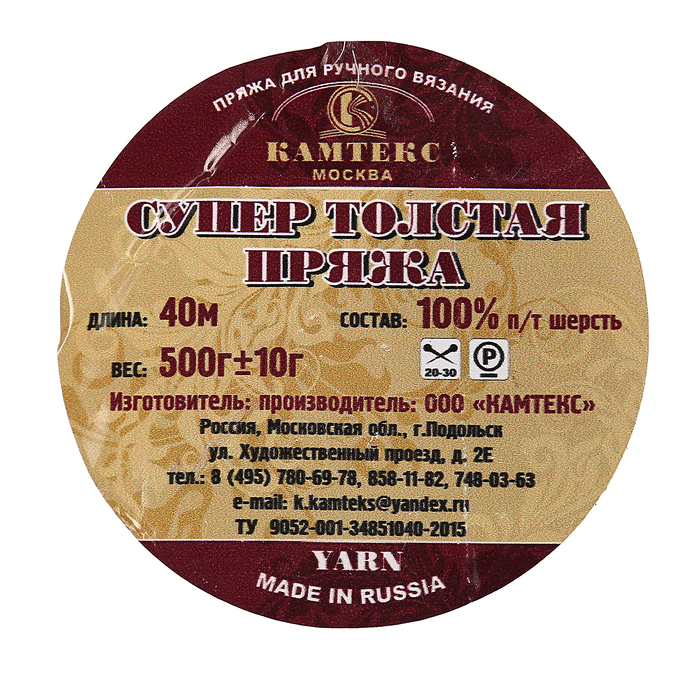 ПРЯЖА ДЛЯ РУЧНОГО ВЯЗАНИЯ
КАМТЕКС
МОСКВА
СУПЕР ТОЛСТАЯ
ПРЯЖА
ДЛИНА: 40м СОСТАВ: 100% п/т шерсть
ВЕС: 500г±10г 20-30 P
Изготовитель: производитель: ООО «КАМТЕКС»
Россия, Московская обл., г.Подольск
ул. Художественный проезд, д. 2Е
тел.: 8 (495) 780-69-78, 858-11-82, 748-03-63
e-mail: k.kamteks@yandex.ru
ТУ 9052-001-34851040-2015
YARN
MADE IN RUSSIA